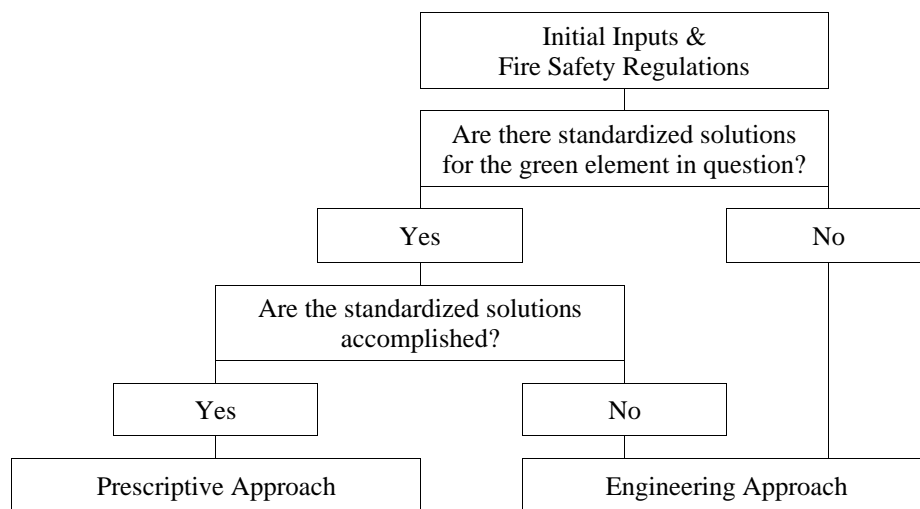 Initial Inputs &
Fire Safety Regulations
Are there standardized solutions
for the green element in question?
Yes
No
Are the standardized solutions
accomplished?
Yes
No
Prescriptive Approach
Engineering Approach